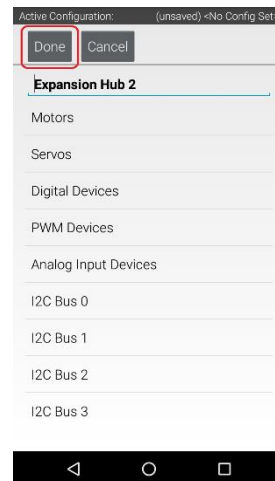 Active Configuration: (unsaved) <No Config Set
Done Cancel
Expansion Hub 2
Motors
Servos
Digital Devices
PWM Devices
Analog Input Devices
I2C Bus 0
I2C Bus 1
I2C Bus 2
I2C Bus 3